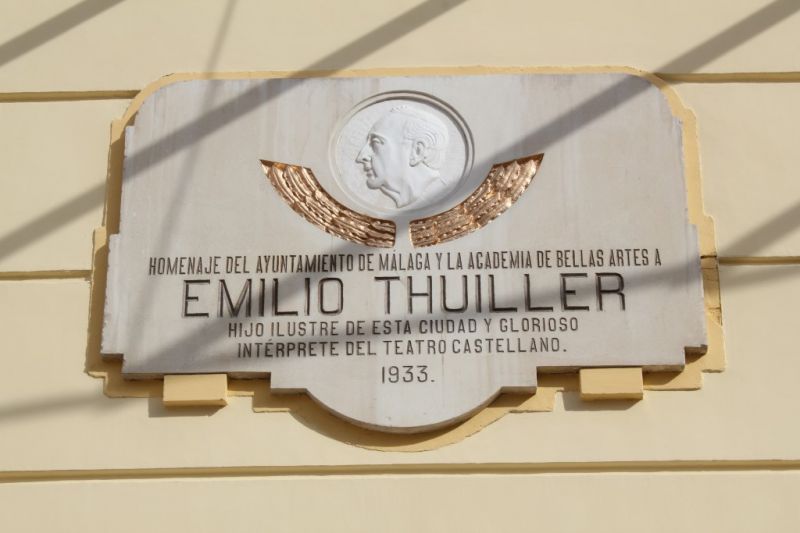 HOMENAJE DEL AYUNTAMIENTO DE MÁLAGA Y LA ACADEMIA DE BELLAS ARTES A
EMILIO THUILLER
HIJO ILUSTRE DE ESTA CIUDAD Y GLORIOSO
INTÉRPRETE DEL TEATRO CASTELLANO.
1933.